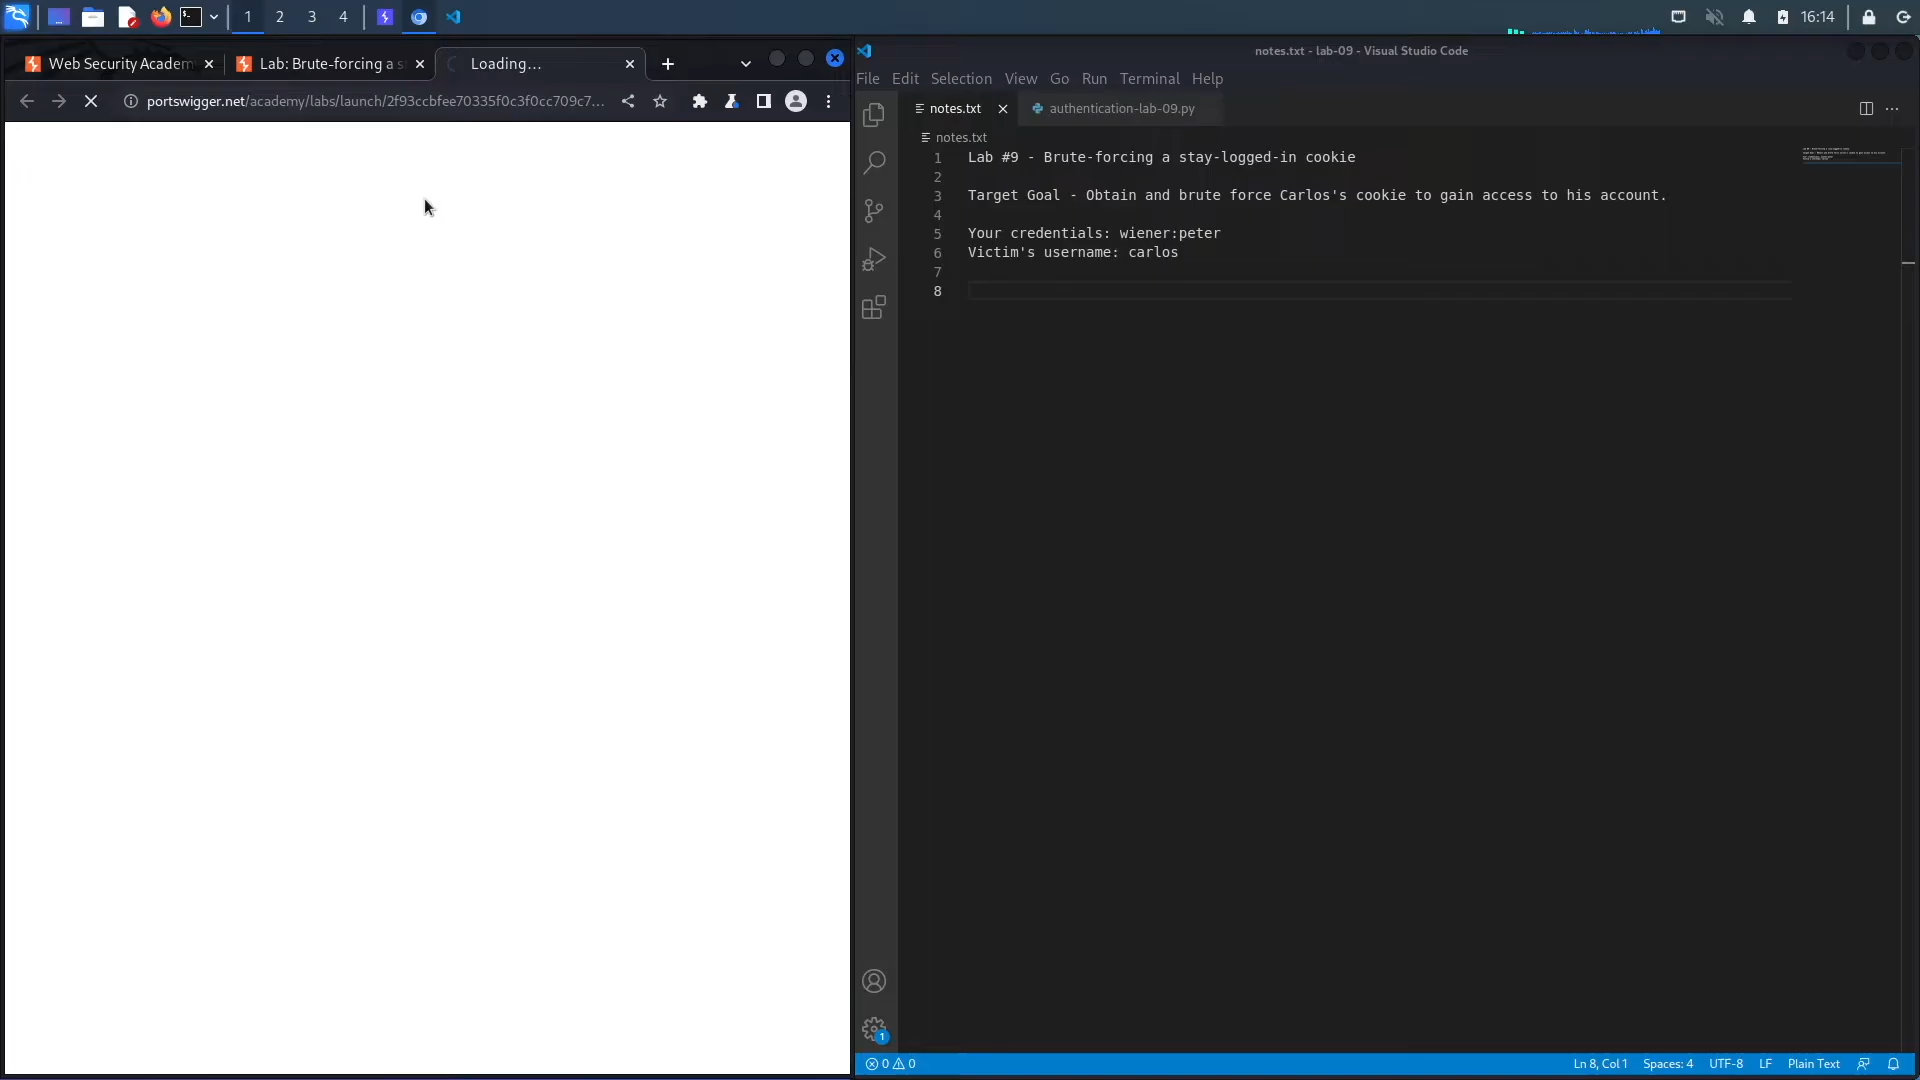 1 2 3 4 16:14
Web Security Academ Lab: Brute-forcing a s Loading...
portswigger.net/academy/labs/launch/2f93ccbfee70335f0c3f0cc709c7...
notes.txt - lab-09 - Visual Studio Code
File Edit Selection View Go Run Terminal Help
notes.txt authentication-lab-09.py
notes.txt
1 Lab #9 - Brute-forcing a stay-logged-in cookie
2
3 Target Goal - Obtain and brute force Carlos's cookie to gain access to his account.
4
5 Your credentials: wiener:peter
6 Victim's username: carlos
7
8
1
0 0 Ln 8, Col 1 Spaces: 4 UTF-8 LF Plain Text